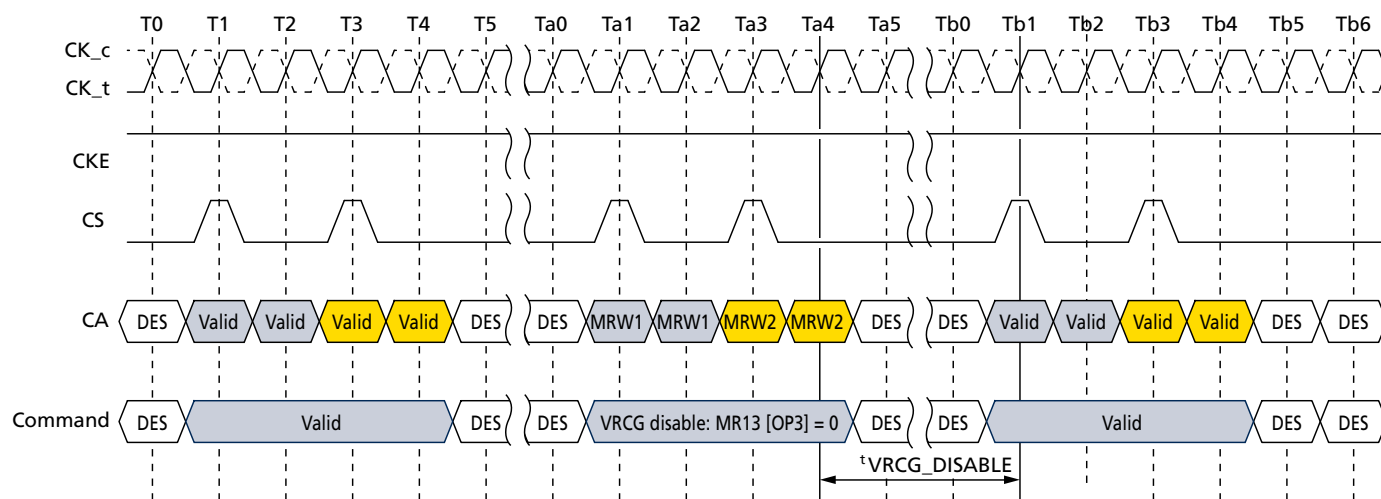 T0 T1 T2 T3 T4 T5 Ta0 Ta1 Ta2 Ta3 Ta4 Ta5 Tb0 Tb1 Tb2 Tb3 Tb4 Tb5 Tb6
CK_c
CK_t
CKE
CS
CA DES Valid Valid Valid Valid DES DES MRW1 MRW1 MRW2 MRW2 DES DES Valid Valid Valid Valid DES DES
Command DES Valid DES DES VRCG disable: MR13 [OP3] = 0 DES DES Valid DES DES
tVRCG_DISABLE